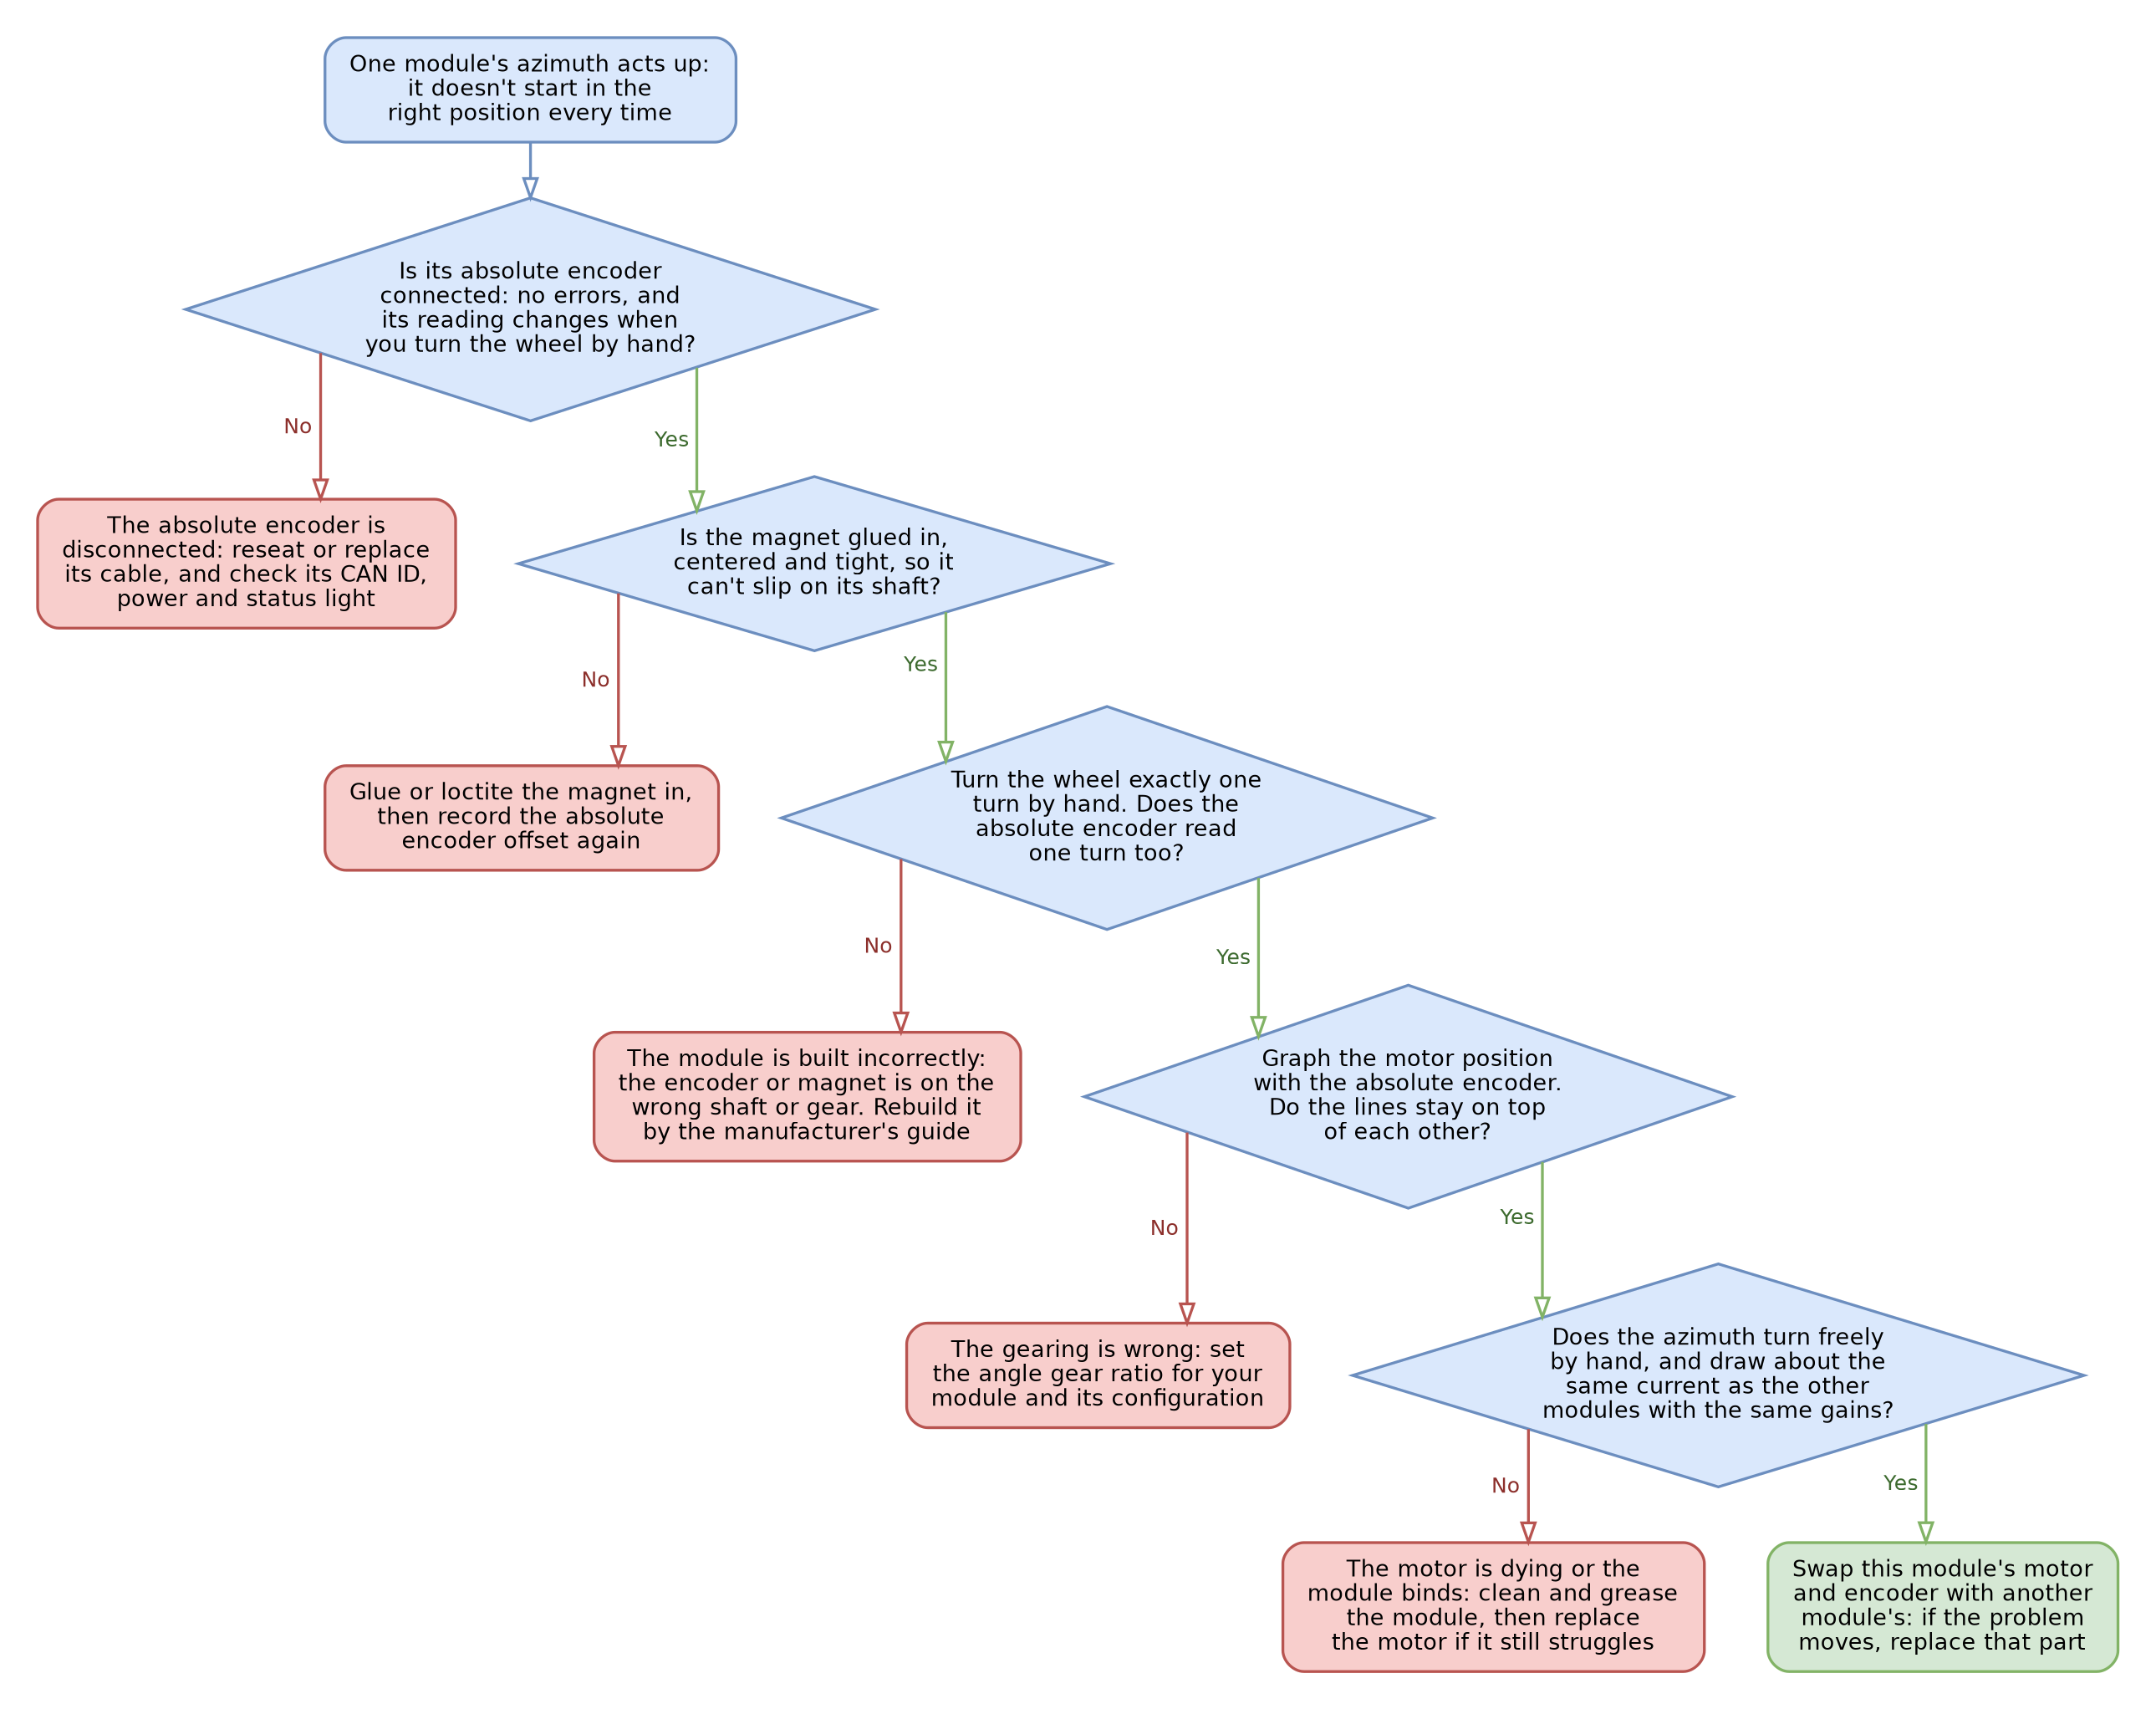 One module's azimuth acts up:
it doesn't start in the
right position every time
Is its absolute encoder
connected: no errors, and
its reading changes when
you turn the wheel by hand?
No
Yes
The absolute encoder is
disconnected: reseat or replace
its cable, and check its CAN ID,
power and status light
Is the magnet glued in,
centered and tight, so it
can't slip on its shaft?
No
Yes
Glue or loctite the magnet in,
then record the absolute
encoder offset again
Turn the wheel exactly one
turn by hand. Does the
absolute encoder read
one turn too?
No
Yes
The module is built incorrectly:
the encoder or magnet is on the
wrong shaft or gear. Rebuild it
by the manufacturer's guide
Graph the motor position
with the absolute encoder.
Do the lines stay on top
of each other?
No
Yes
The gearing is wrong: set
the angle gear ratio for your
module and its configuration
Does the azimuth turn freely
by hand, and draw about the
same current as the other
modules with the same gains?
No
Yes
The motor is dying or the
module binds: clean and grease
the module, then replace
the motor if it still struggles
Swap this module's motor
and encoder with another
module's: if the problem
moves, replace that part